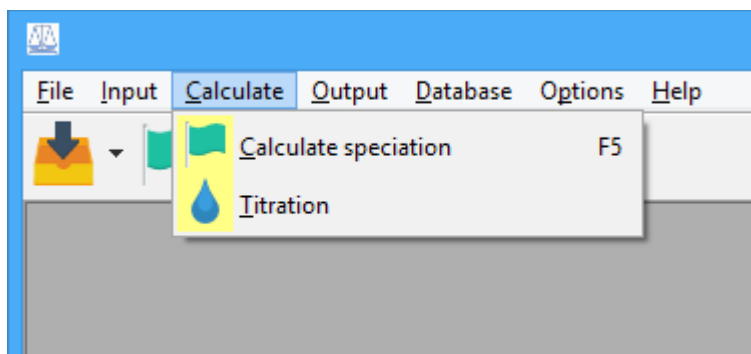 File Input Calculate Output Database Options Help
Calculate speciation F5
Titration